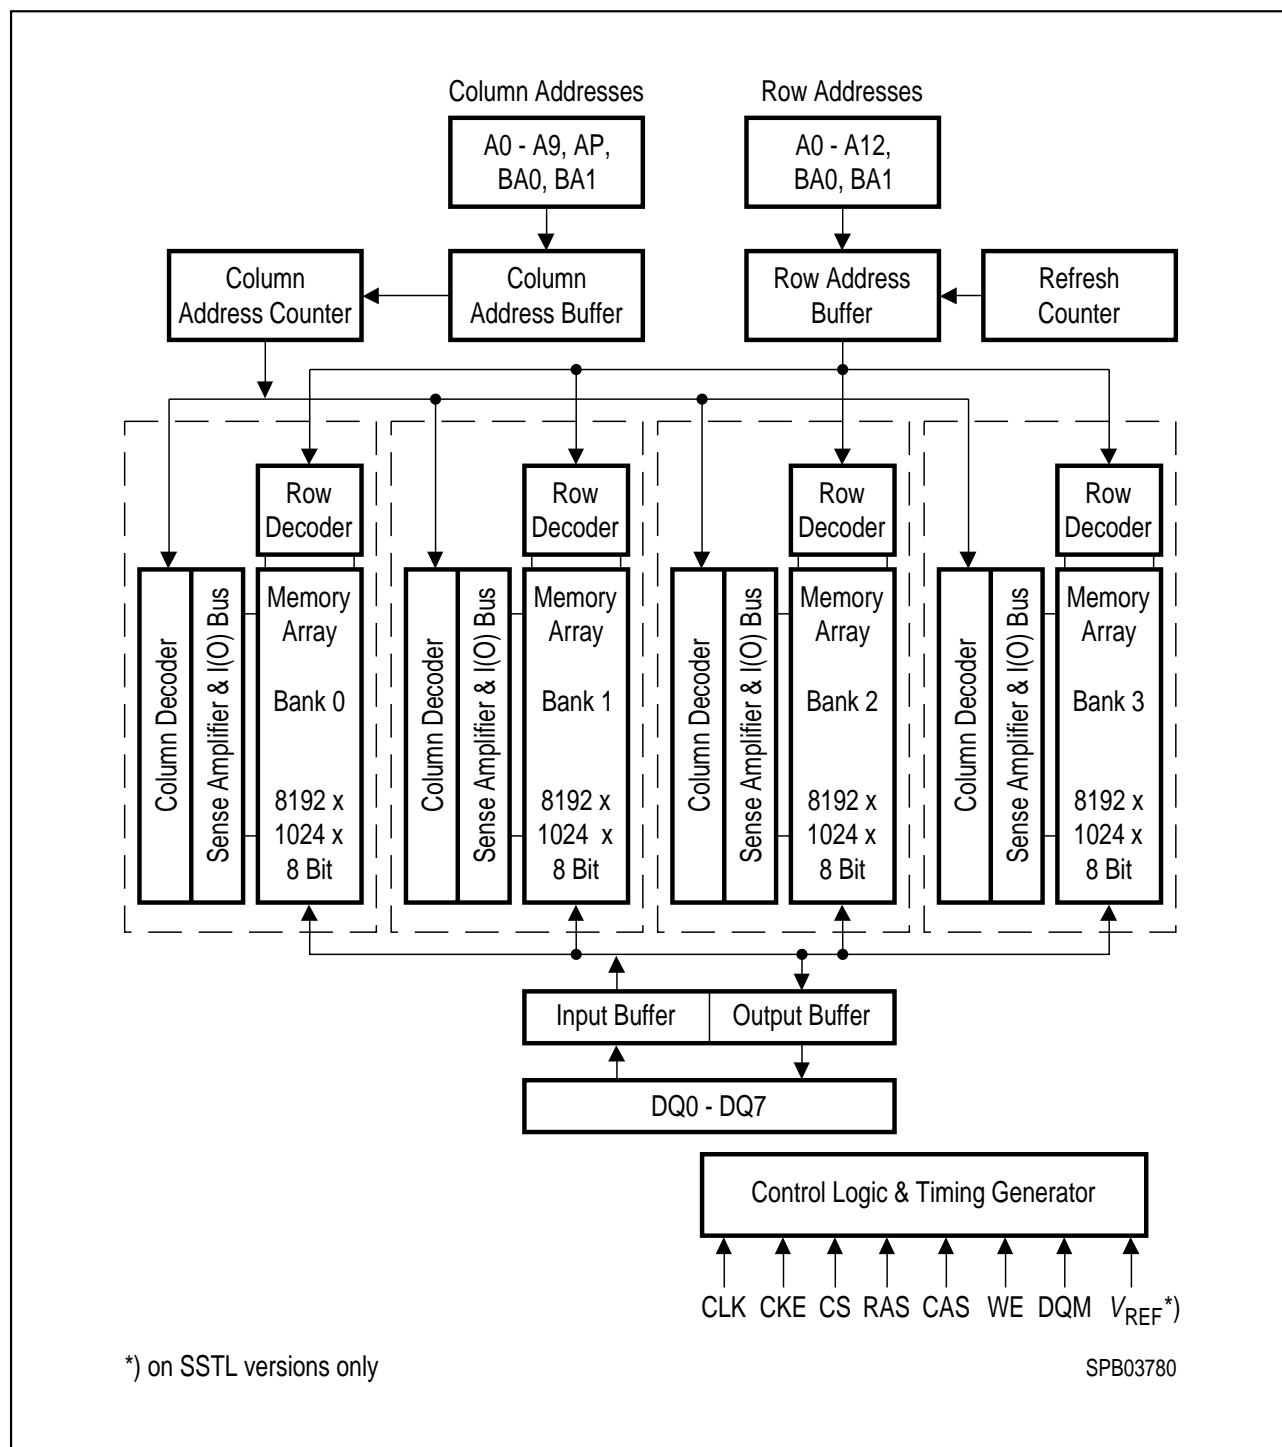 Column Addresses
Row Addresses
A0 - A9, AP,
BA0, BA1
A0 - A12,
BA0, BA1
Column
Address Counter
Column
Address Buffer
Row Address
Buffer
Refresh
Counter
Row
Decoder
Row
Decoder
Row
Decoder
Row
Decoder
Column Decoder
Sense Amplifier & I(O) Bus
Memory
Array
Bank 0
8192 x
1024 x
8 Bit
Column Decoder
Sense Amplifier & I(O) Bus
Memory
Array
Bank 1
8192 x
1024 x
8 Bit
Column Decoder
Sense Amplifier & I(O) Bus
Memory
Array
Bank 2
8192 x
1024 x
8 Bit
Column Decoder
Sense Amplifier & I(O) Bus
Memory
Array
Bank 3
8192 x
1024 x
8 Bit
Input Buffer
Output Buffer
DQ0 - DQ7
Control Logic & Timing Generator
CLK CKE CS RAS CAS WE DQM VREF*)
*) on SSTL versions only
SPB03780